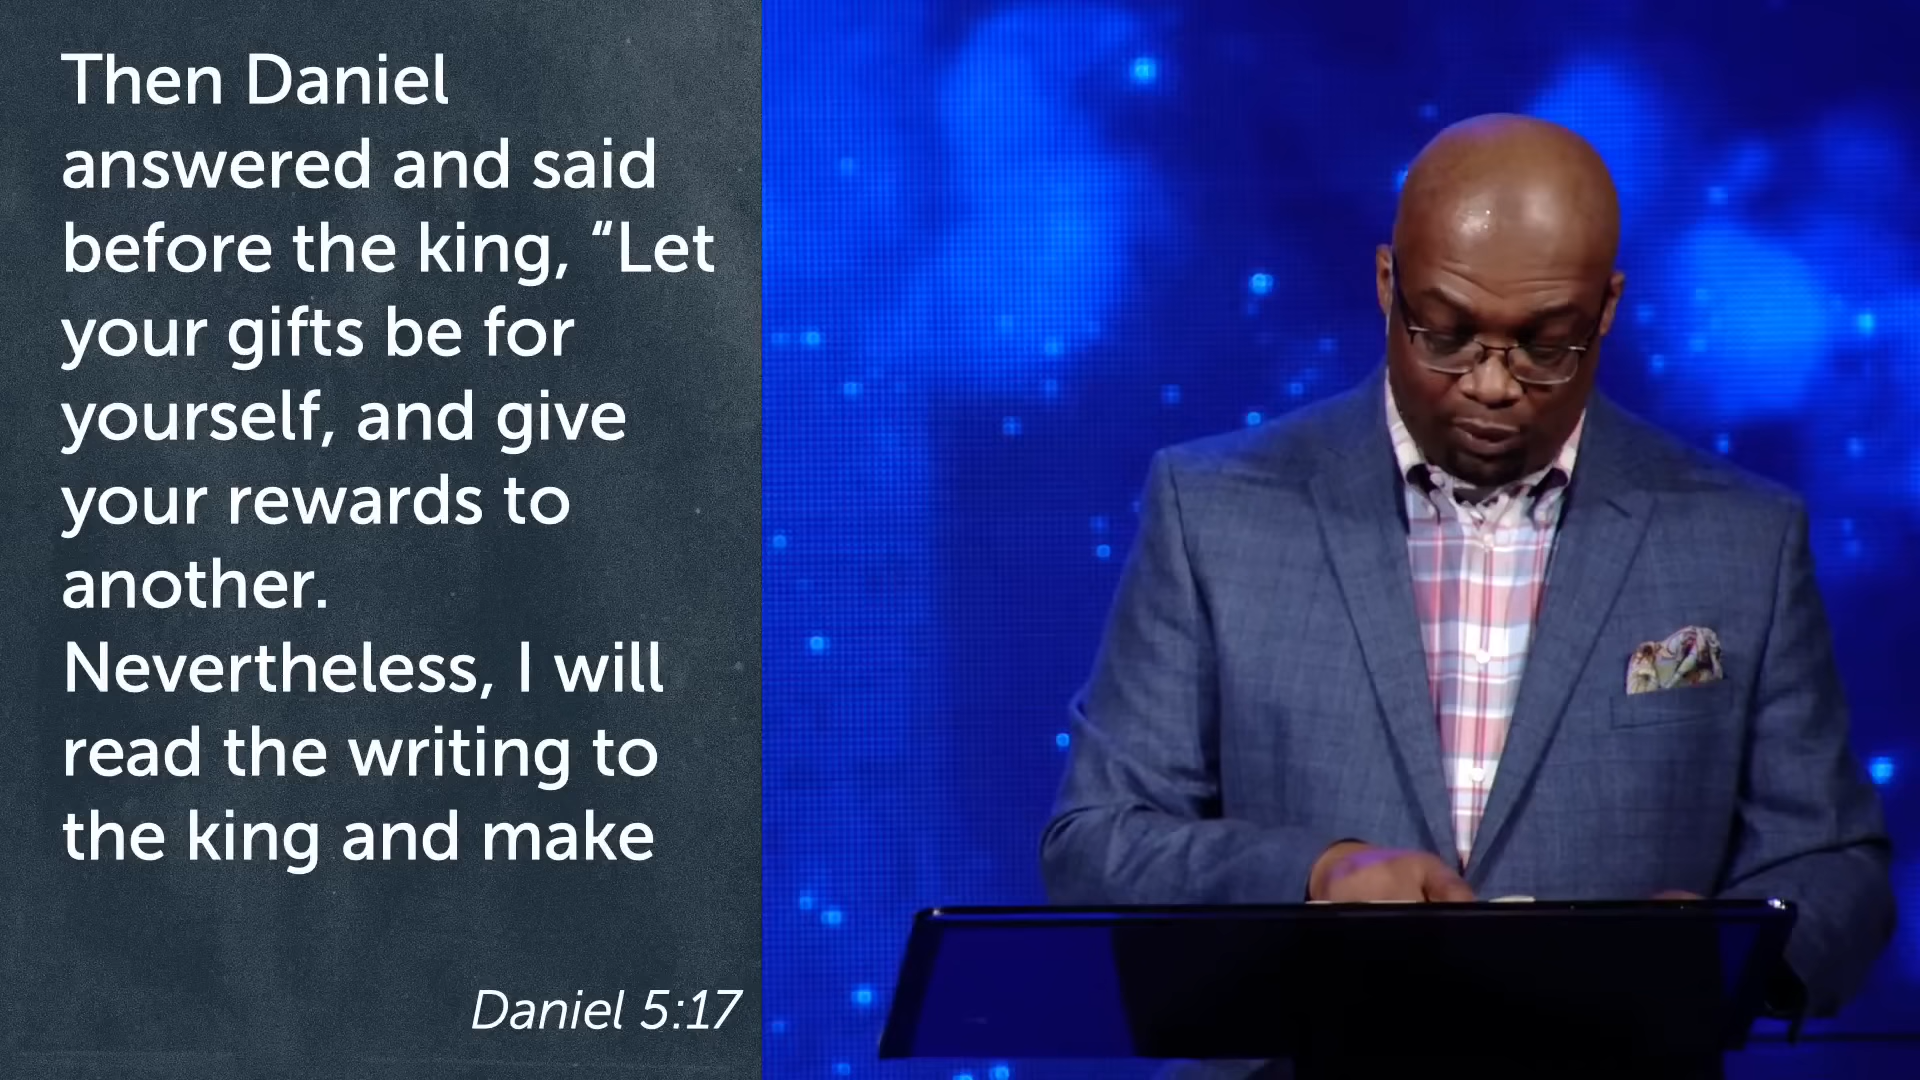 Then Daniel
answered and said
before the king, “Let
your gifts be for
yourself, and give
your rewards to
another.
Nevertheless, I will
read the writing to
the king and make
Daniel 5:17